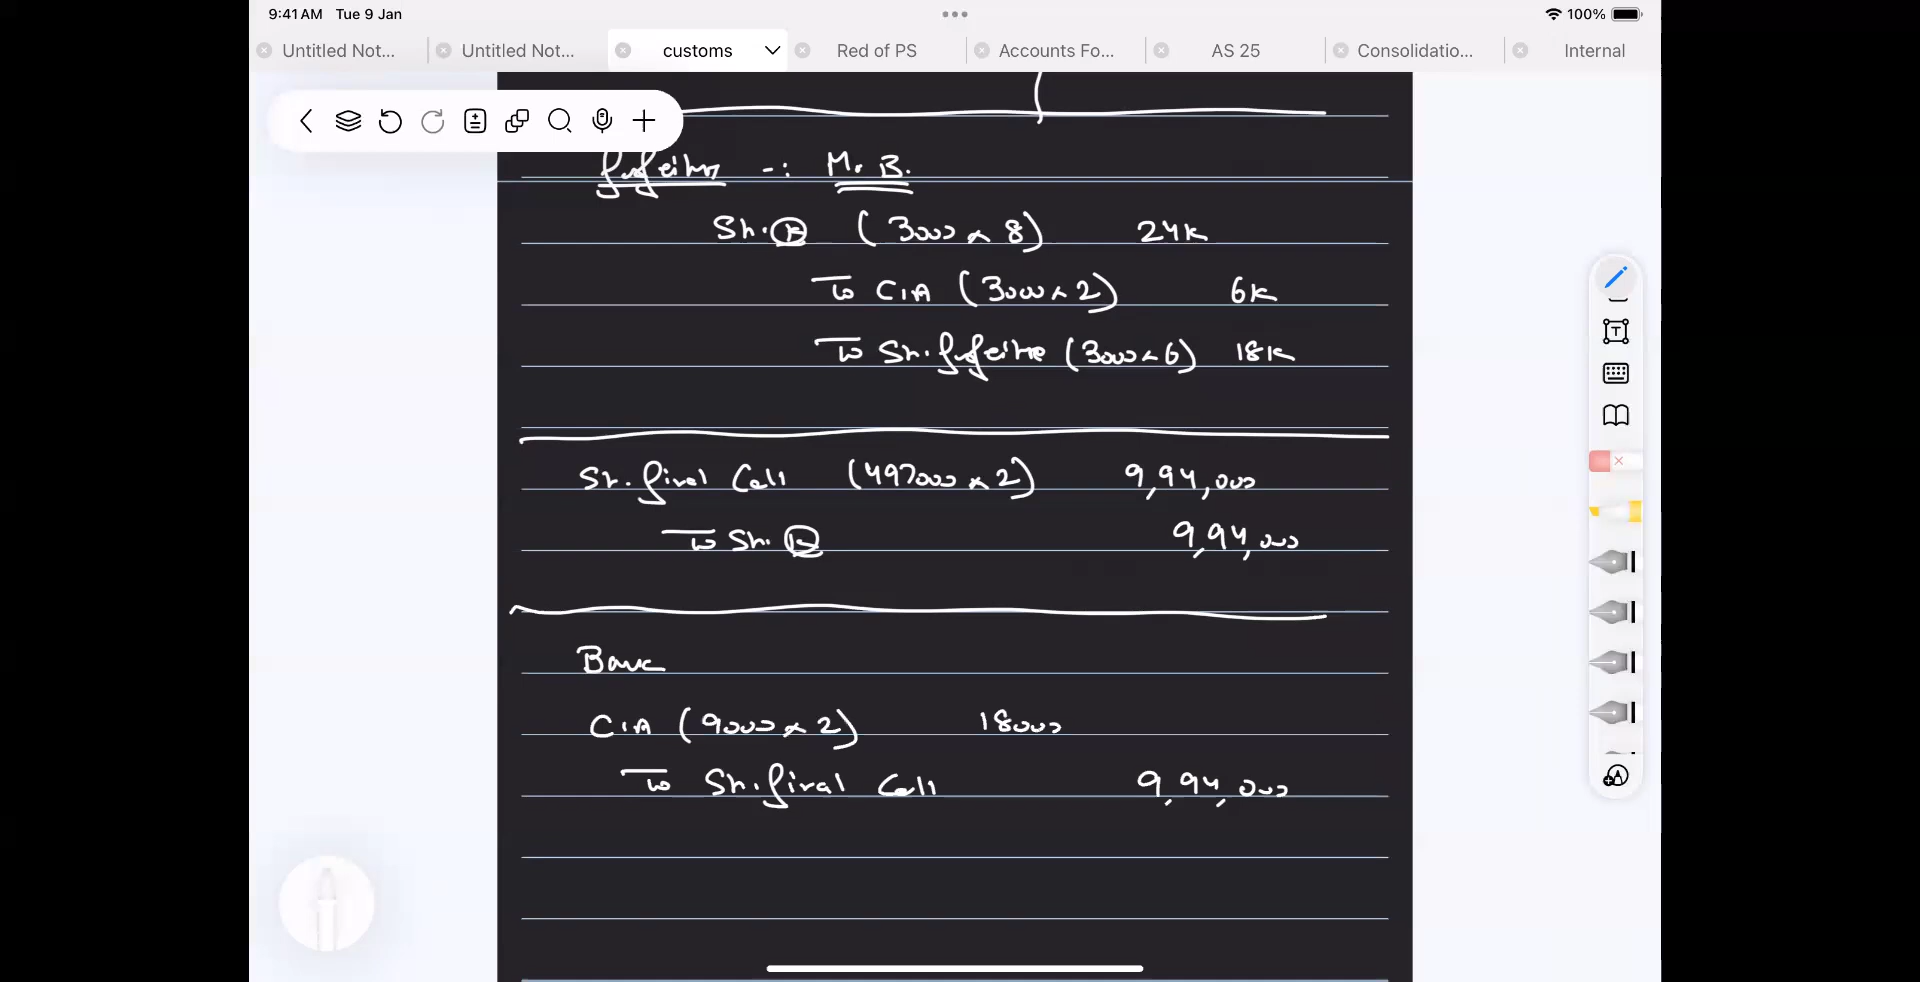 9:41 AM Tue 9 Jan
100%
Untitled Not...
Untitled Not...
customs
Red of PS
Accounts Fo...
AS 25
Consolidatio...
Internal
forfeiture -: Mr B.
Sh. (K) (3000 × 8) 24K
To C.I.A (3000 × 2) 6K
To Sh. forfeiture (3000 × 6) 18K
Sh. final Call (497000 × 2) 9,94,000
To Sh. (K) 9,94,000
Bank
C.I.A (9000 × 2) 18000
To Sh. final Call 9,94,000